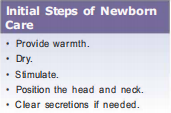 Initial Steps of Newborn
Care
• Provide warmth.
• Dry.
• Stimulate.
• Position the head and neck.
• Clear secretions if needed.